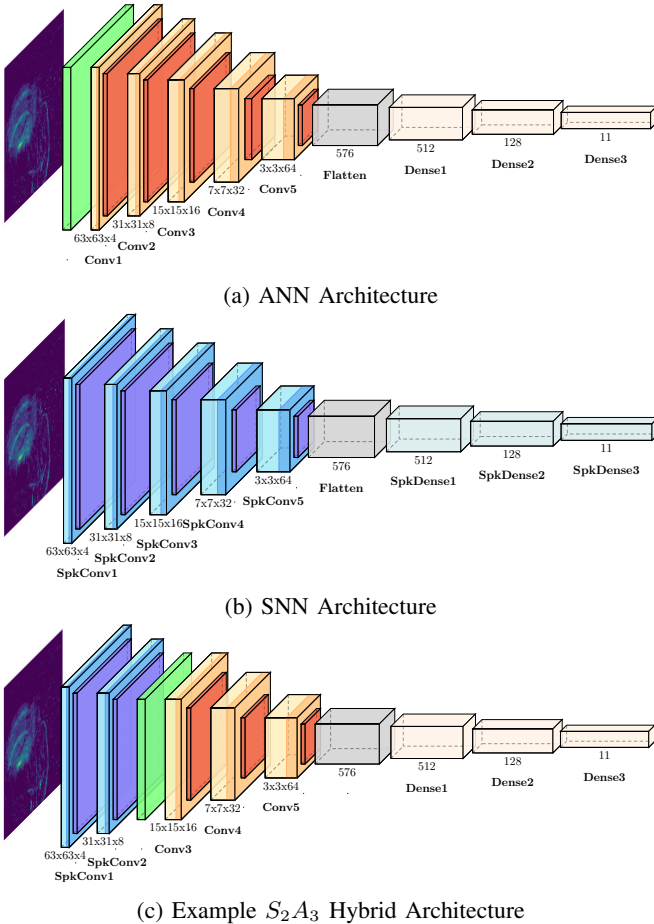 63x63x4
Conv1
31x31x8
Conv2
15x15x16
Conv3
7x7x32
Conv4
3x3x64
Conv5
576
Flatten
512
Dense1
128
Dense2
11
Dense3
(a) ANN Architecture
63x63x4
SpkConv1
31x31x8
SpkConv2
15x15x16
SpkConv3
7x7x32
SpkConv4
3x3x64
SpkConv5
576
Flatten
512
SpkDense1
128
SpkDense2
11
SpkDense3
(b) SNN Architecture
63x63x4
SpkConv1
31x31x8
SpkConv2
15x15x16
Conv3
7x7x32
Conv4
3x3x64
Conv5
576
512
Dense1
128
Dense2
11
Dense3
(c) Example S₂A₃ Hybrid Architecture